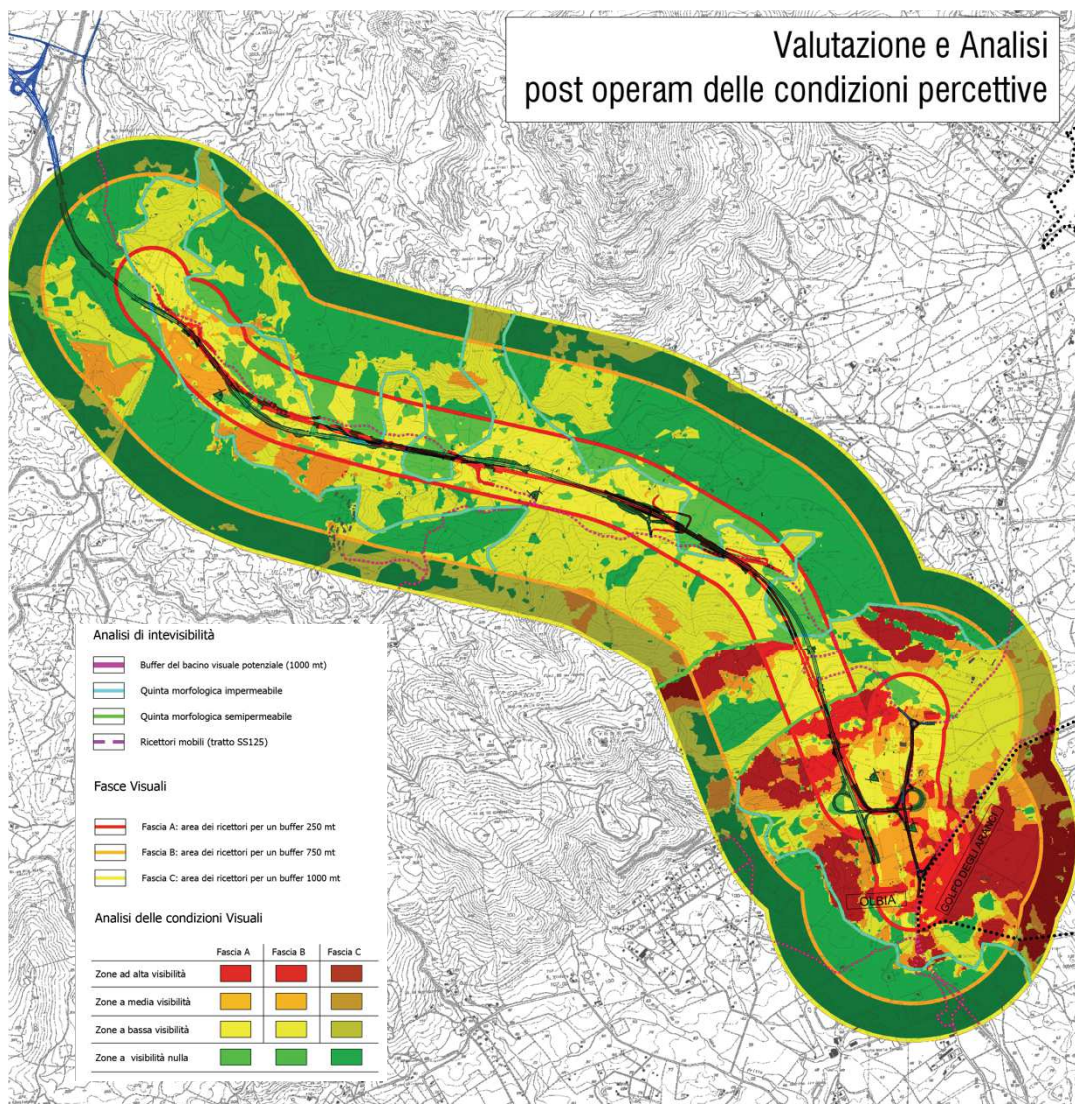 Valutazione e Analisi
post operam delle condizioni percettive
Analisi di intevisibilità
Buffer del bacino visuale potenziale (1000 mt)
Quinta morfologica impermeabile
Quinta morfologica semipermeabile
Ricettori mobili (tratto SS125)
Fasce Visuali
Fascia A: area dei ricettori per un buffer 250 mt
Fascia B: area dei ricettori per un buffer 750 mt
Fascia C: area dei ricettori per un buffer 1000 mt
Analisi delle condizioni Visuali
Fascia A Fascia B Fascia C
Zone ad alta visibilità
Zone a media visibilità
Zone a bassa visibilità
Zone a visibilità nulla
OLBIA
GOLFO DEGLI ARANCI